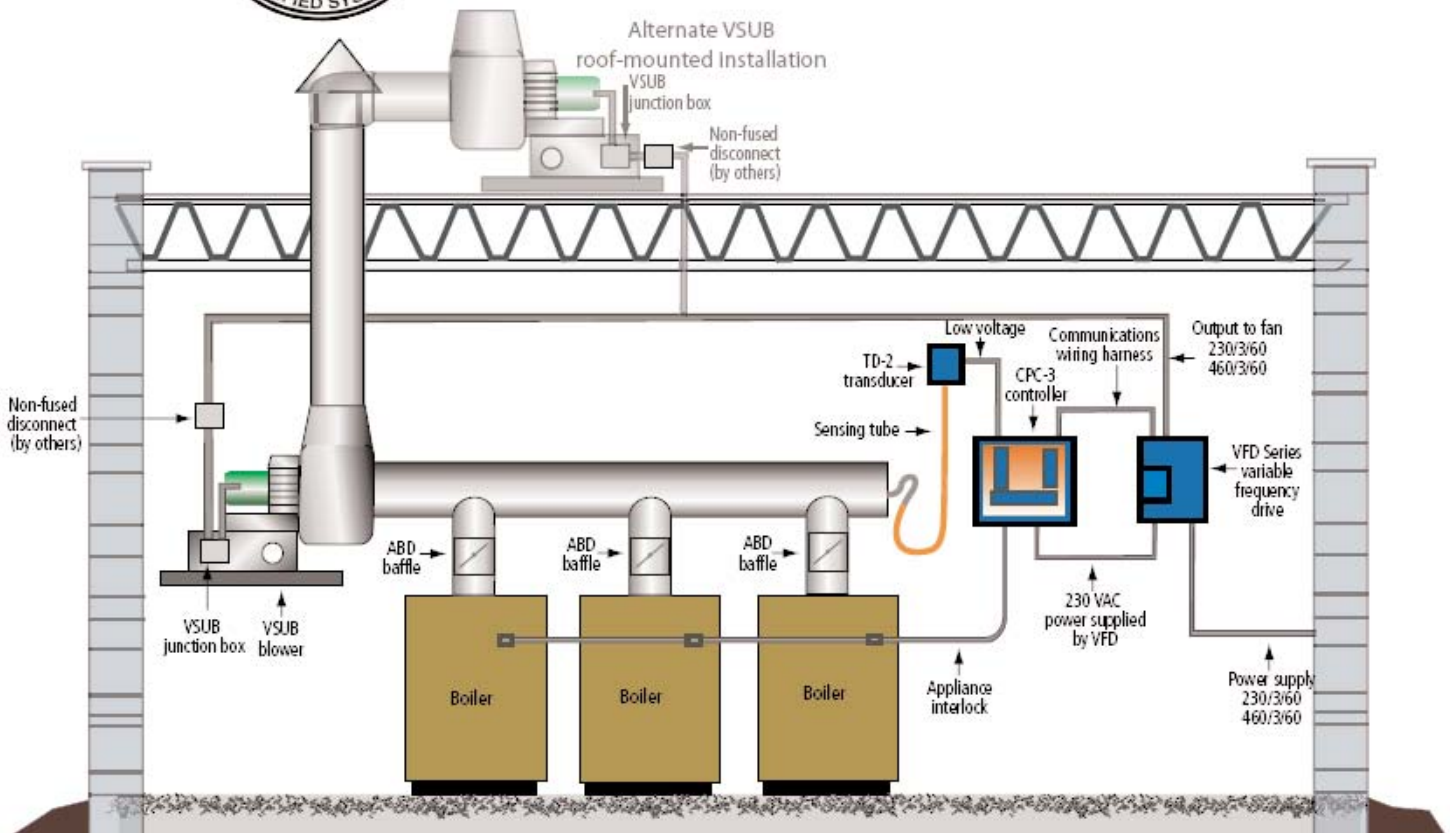 Alternate VSUB
roof-mounted installation
VSUB
junction box
Non-fused
disconnect
(by others)
Low voltage
Communications
wiring harness
Output to fan
230/3/60
460/3/60
TD-2
transducer
CPC-3
controller
Non-fused
disconnect
(by others)
Sensing tube
VFD Series
variable
frequency
drive
ABD
baffle
ABD
baffle
ABD
baffle
VSUB
junction box
VSUB
blower
230 VAC
power supplied
by VFD
Boiler
Boiler
Boiler
Appliance
interlock
Power supply
230/3/60
460/3/60